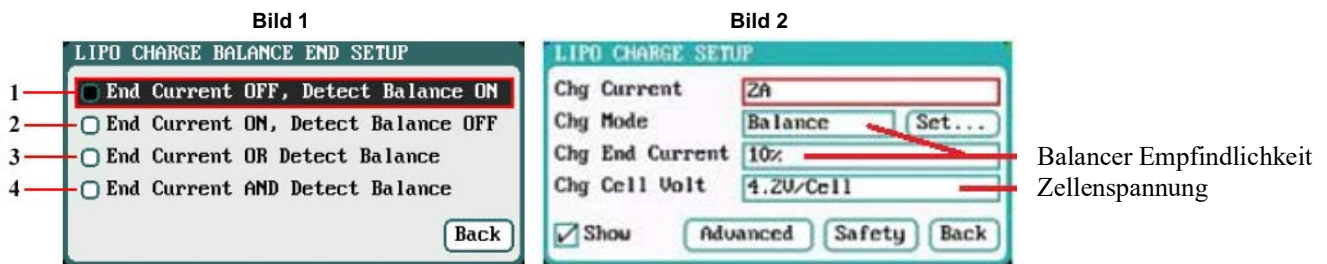 Bild 1
LIPO CHARGE BALANCE END SETUP
1
End Current OFF, Detect Balance ON
2
End Current ON, Detect Balance OFF
3
End Current OR Detect Balance
4
End Current AND Detect Balance
Back
Bild 2
LIPO CHARGE SETUP
Chg Current 2A
Chg Mode Balance Set...
Chg End Current 10%
Chg Cell Volt 4.2V/Cell
Show Advanced Safety Back
Balancer Empfindlichkeit
Zellenspannung